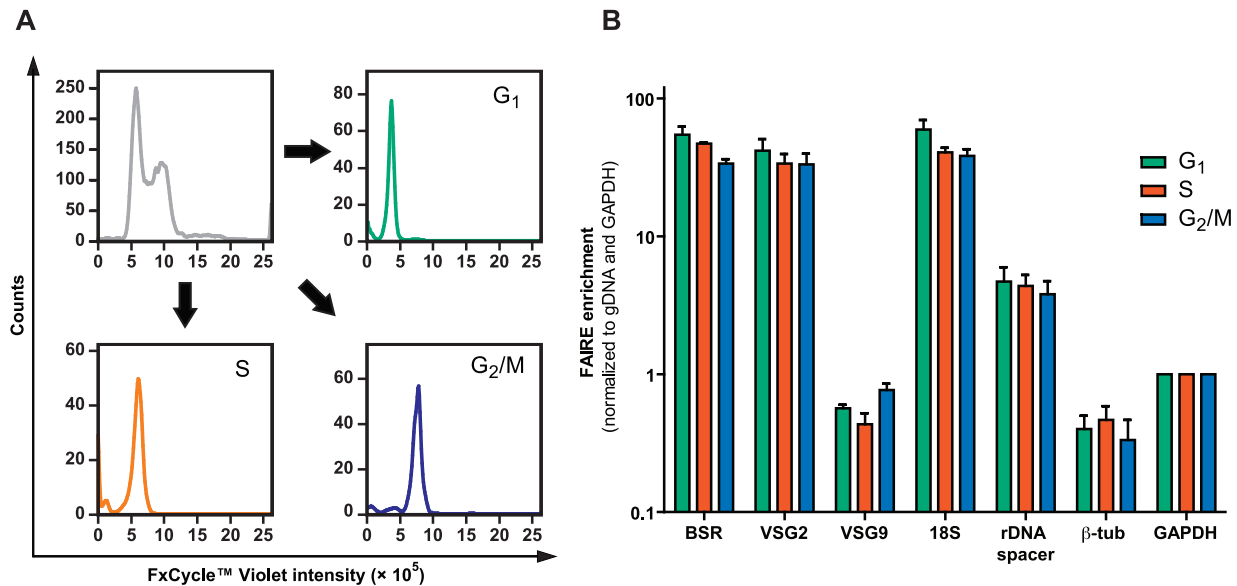 A
Counts
250
200
150
100
50
0
0 5 10 15 20 25
G1
80
60
40
20
0
0 5 10 15 20 25
S
60
40
20
0
0 5 10 15 20 25
G2/M
60
40
20
0
0 5 10 15 20 25
FxCycle™ Violet intensity (× 10⁵)
B
FAIRE enrichment
(normalized to gDNA and GAPDH)
100
10
1
0.1
G1
S
G2/M
BSR VSG2 VSG9 18S rDNA spacer β-tub GAPDH